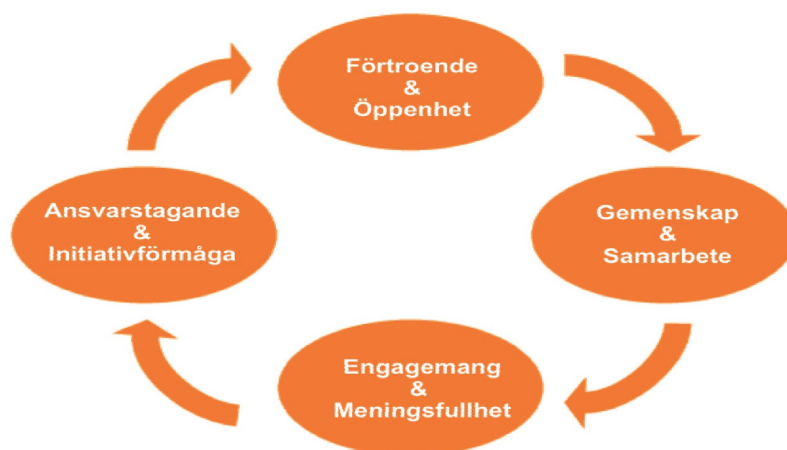 Förtroende
&
Öppenhet
Gemenskap
&
Samarbete
Engagemang
&
Meningsfullhet
Ansvarstagande
&
Initiativförmåga